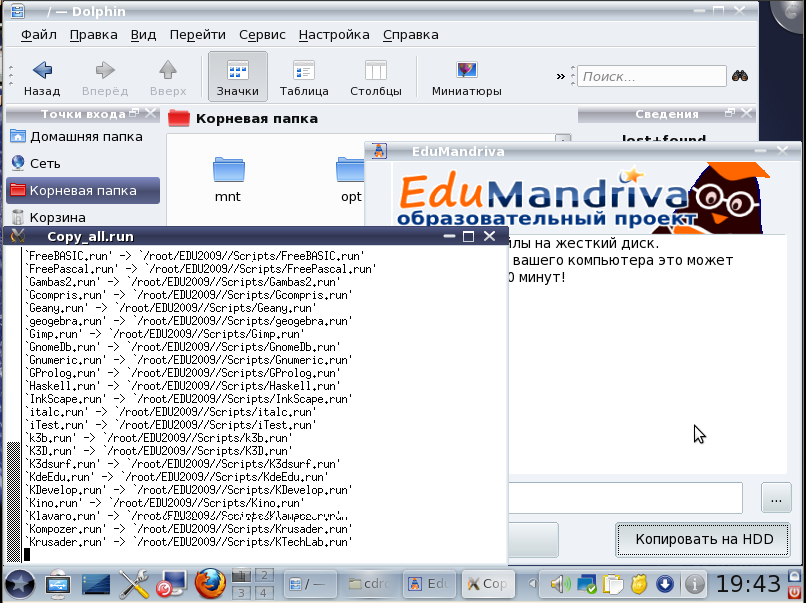 / — Dolphin
Файл Правка Вид Перейти Сервис Настройка Справка
Назад Вперёд Вверх Значки Таблица Столбцы Миниатюры » Поиск...
Точки входа
Корневая папка
Сведения
Домашняя папка
Сеть
Корневая папка
Корзина
mnt
opt
lost+found
EduMandriva
EduMandriva
образовательный проект
йлы на жесткий диск.
вашего компьютера это может
0 минут!
...
Копировать на HDD
Copy_all.run
`FreeBASIC.run' -> `/root/EDU2009//Scripts/FreeBASIC.run'
`FreePascal.run' -> `/root/EDU2009//Scripts/FreePascal.run'
`Gambas2.run' -> `/root/EDU2009//Scripts/Gambas2.run'
`Gcompris.run' -> `/root/EDU2009//Scripts/Gcompris.run'
`Geany.run' -> `/root/EDU2009//Scripts/Geany.run'
`geogebra.run' -> `/root/EDU2009//Scripts/geogebra.run'
`Gimp.run' -> `/root/EDU2009//Scripts/Gimp.run'
`GnomeDb.run' -> `/root/EDU2009//Scripts/GnomeDb.run'
`Gnumeric.run' -> `/root/EDU2009//Scripts/Gnumeric.run'
`GProlog.run' -> `/root/EDU2009//Scripts/GProlog.run'
`Haskell.run' -> `/root/EDU2009//Scripts/Haskell.run'
`InkScape.run' -> `/root/EDU2009//Scripts/InkScape.run'
`italc.run' -> `/root/EDU2009//Scripts/italc.run'
`iTest.run' -> `/root/EDU2009//Scripts/iTest.run'
`k3b.run' -> `/root/EDU2009//Scripts/k3b.run'
`K3D.run' -> `/root/EDU2009//Scripts/K3D.run'
`K3dsurf.run' -> `/root/EDU2009//Scripts/K3dsurf.run'
`KdeEdu.run' -> `/root/EDU2009//Scripts/KdeEdu.run'
`KDevelop.run' -> `/root/EDU2009//Scripts/KDevelop.run'
`Kino.run' -> `/root/EDU2009//Scripts/Kino.run'
`Klavaro.run' -> `/root/EDU2009//Scripts/
`Kompozer.run' -> `/root/EDU2009//Scripts/Krusader.run'
`Krusader.run' -> `/root/EDU2009//Scripts/KTechLab.run'
1 2 3 4 / — cdro Edu Cop 19:43